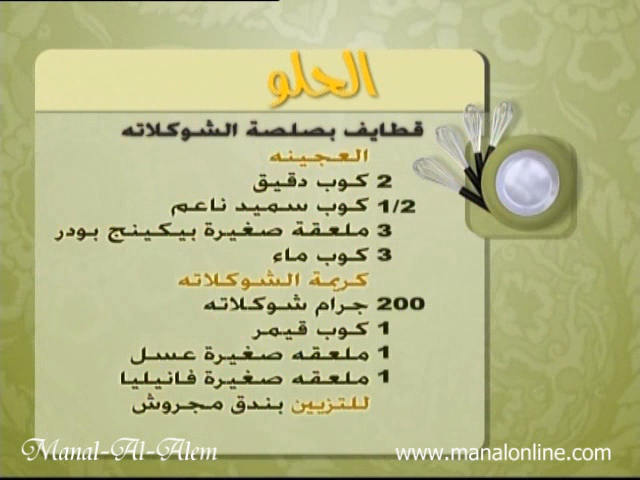 الحلو
قطايف بصلصة الشوكلاته
العجينه
2 كوب دقيق
1/2 كوب سميد ناعم
3 ملعقة صغيرة بيكينج بودر
3 كوب ماء
كريمة الشوكلاته
200 جرام شوكلاته
1 كوب قيمر
1 ملعقه صغيرة عسل
1 ملعقه صغيرة فانيليا
للتزيين بندق مجروش
Manal-Al-Alem www.manalonline.com